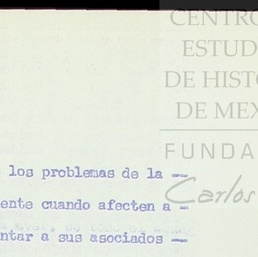 CENTRO
ESTUD
DE HISTO
DE MEX
FUNDA
Carlos
los problemas de la —
ente cuando afecten a —
ntar a sus asociados —